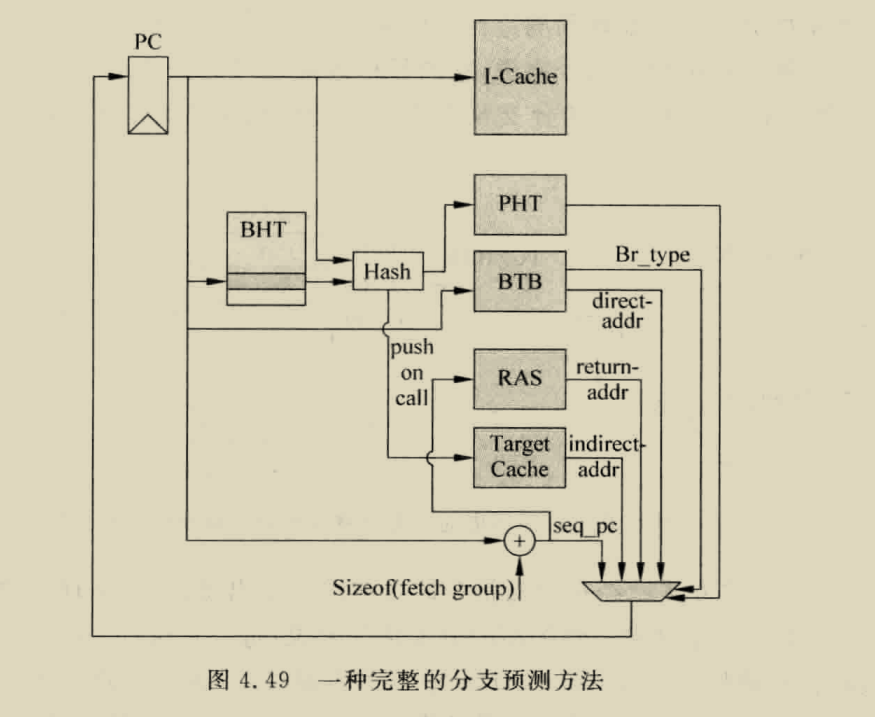 PC
I-Cache
PHT
BHT
Hash
BTB
Br_type
direct-
addr
push
on
call
RAS
return-
addr
Target
Cache
indirect-
addr
seq_pc
+
Sizeof(fetch group)
图 4.49 一种完整的分支预测方法